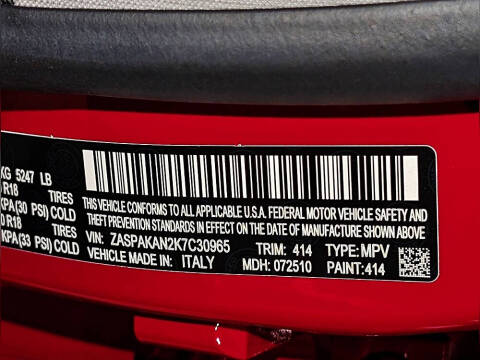 KG 5247 LB
R18 TIRES
KPA(30 PSI) COLD
R18 TIRES
KPA(33 PSI) COLD
THIS VEHICLE CONFORMS TO ALL APPLICABLE U.S.A. FEDERAL MOTOR VEHICLE SAFETY AND
THEFT PREVENTION STANDARDS IN EFFECT ON THE DATE OF MANUFACTURE SHOWN ABOVE
VIN: ZASPAKAN2K7C30965 TRIM: 414 TYPE: MPV
VEHICLE MADE IN: ITALY MDH: 072510 PAINT: 414